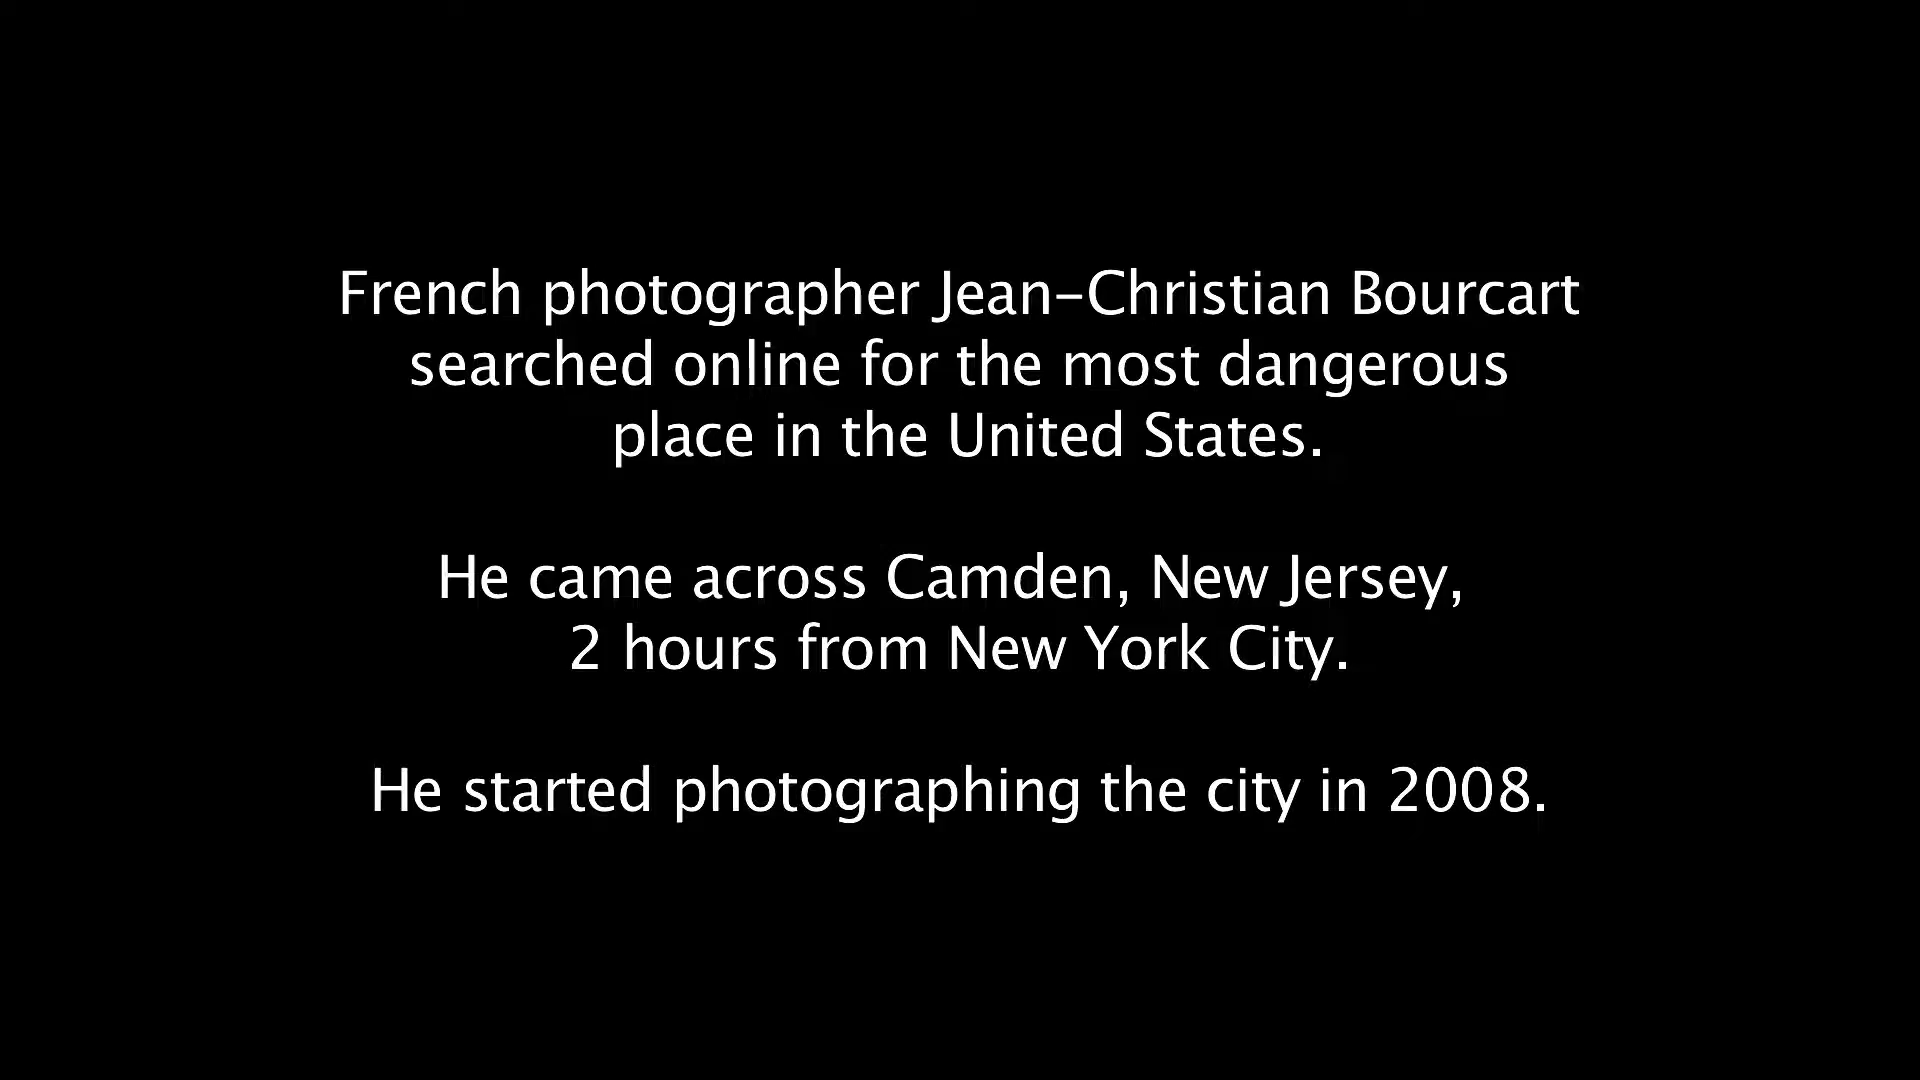 French photographer Jean-Christian Bourcart
searched online for the most dangerous
place in the United States.
He came across Camden, New Jersey,
2 hours from New York City.
He started photographing the city in 2008.